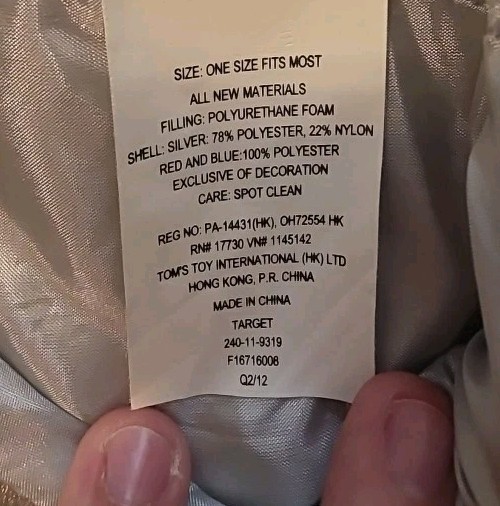 SIZE: ONE SIZE FITS MOST
ALL NEW MATERIALS
FILLING: POLYURETHANE FOAM
SHELL: SILVER: 78% POLYESTER, 22% NYLON
RED AND BLUE:100% POLYESTER
EXCLUSIVE OF DECORATION
CARE: SPOT CLEAN
REG NO: PA-14431(HK), OH72554 HK
RN# 17730 VN# 1145142
TOM'S TOY INTERNATIONAL (HK) LTD
HONG KONG, P.R. CHINA
MADE IN CHINA
TARGET
240-11-9319
F16716008
Q2/12